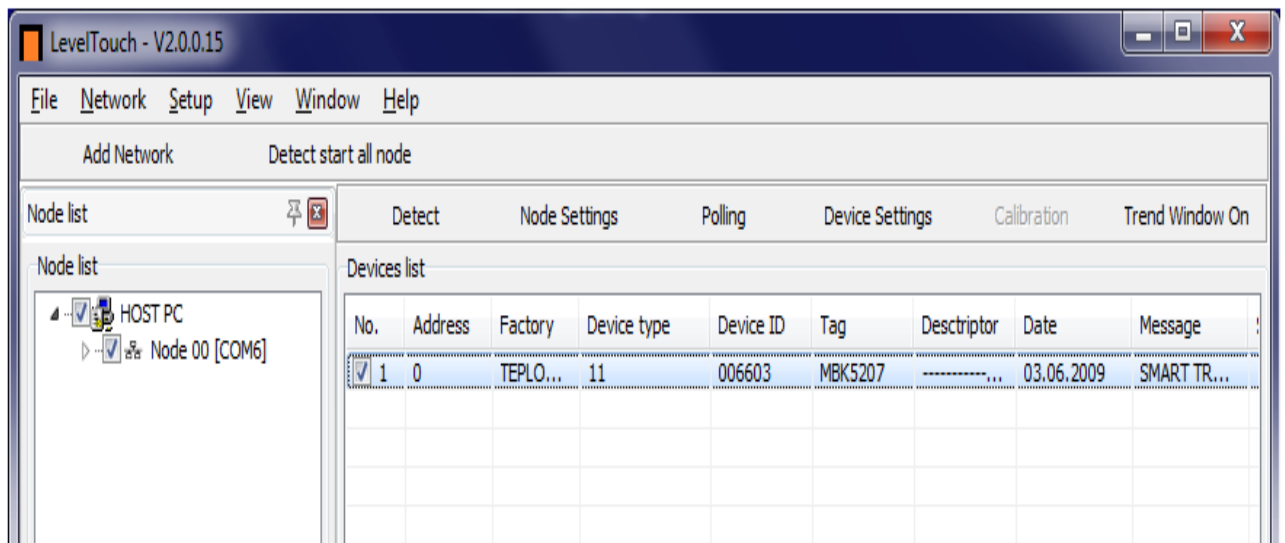 LevelTouch - V2.0.0.15
File Network Setup View Window Help
Add Network Detect start all node
Node list
Detect Node Settings Polling Device Settings Calibration Trend Window On
Node list
HOST PC
Node 00 [COM6]
Devices list
No. Address Factory Device type Device ID Tag Desctriptor Date Message
1 0 TEPLO... 11 006603 MBK5207 -----------... 03.06.2009 SMART TR...